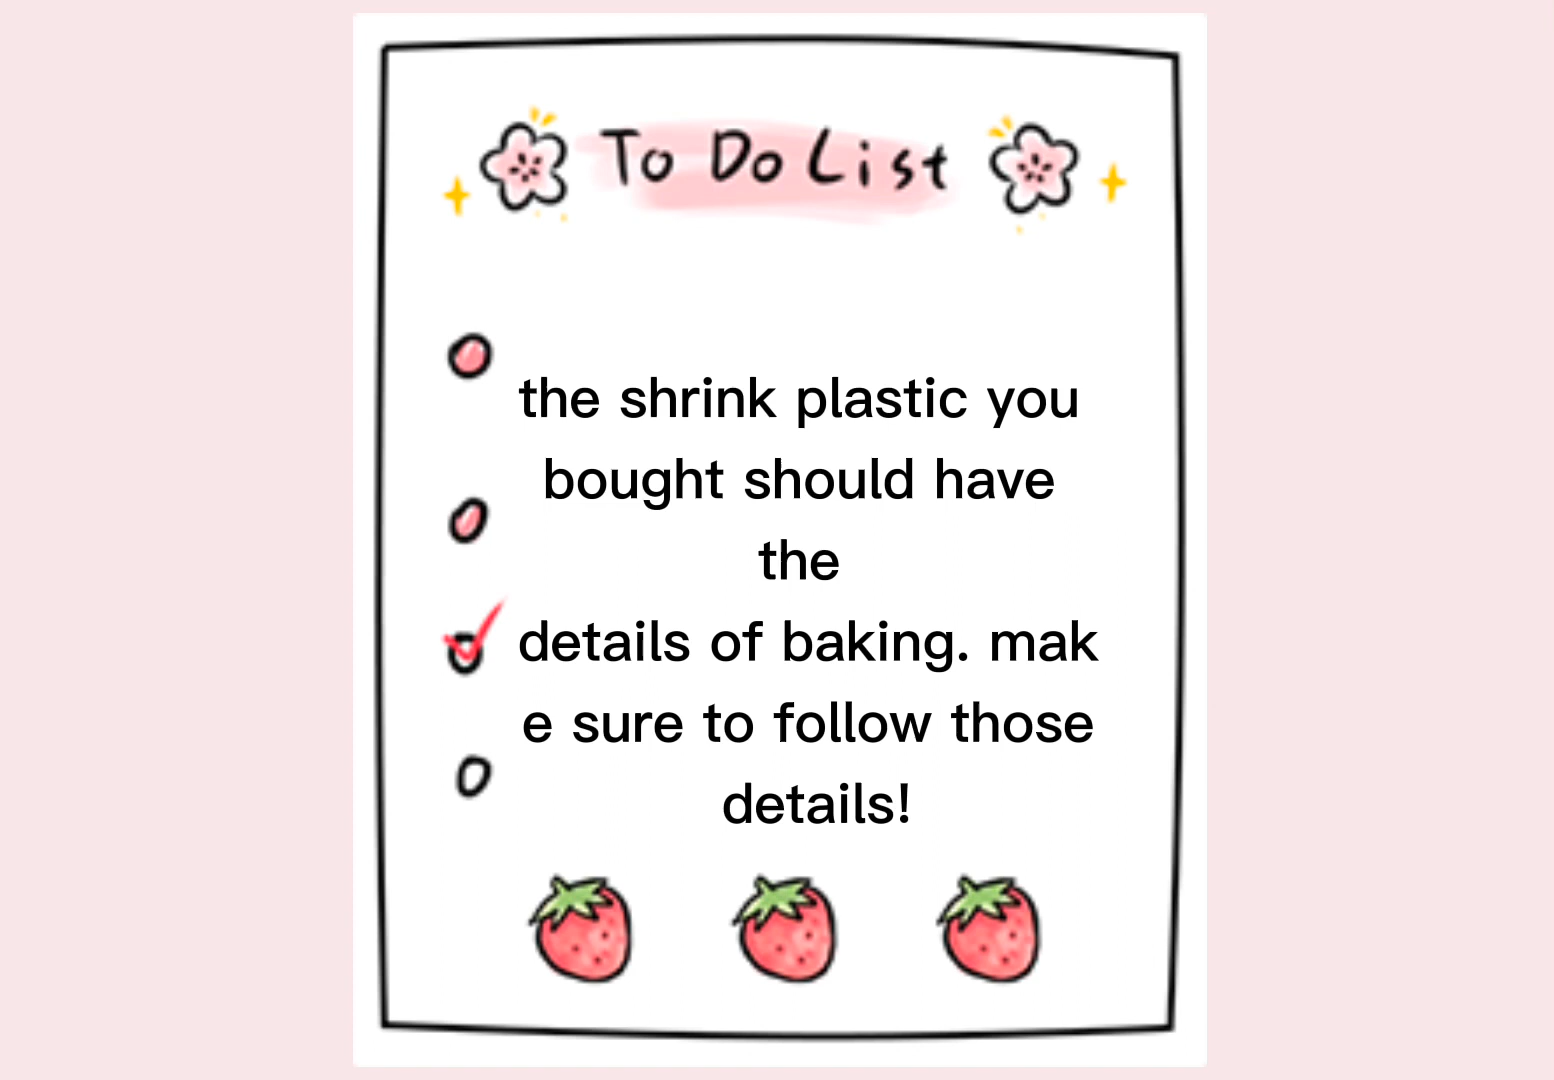 To Do List
the shrink plastic you
bought should have
the
details of baking. mak
e sure to follow those
details!